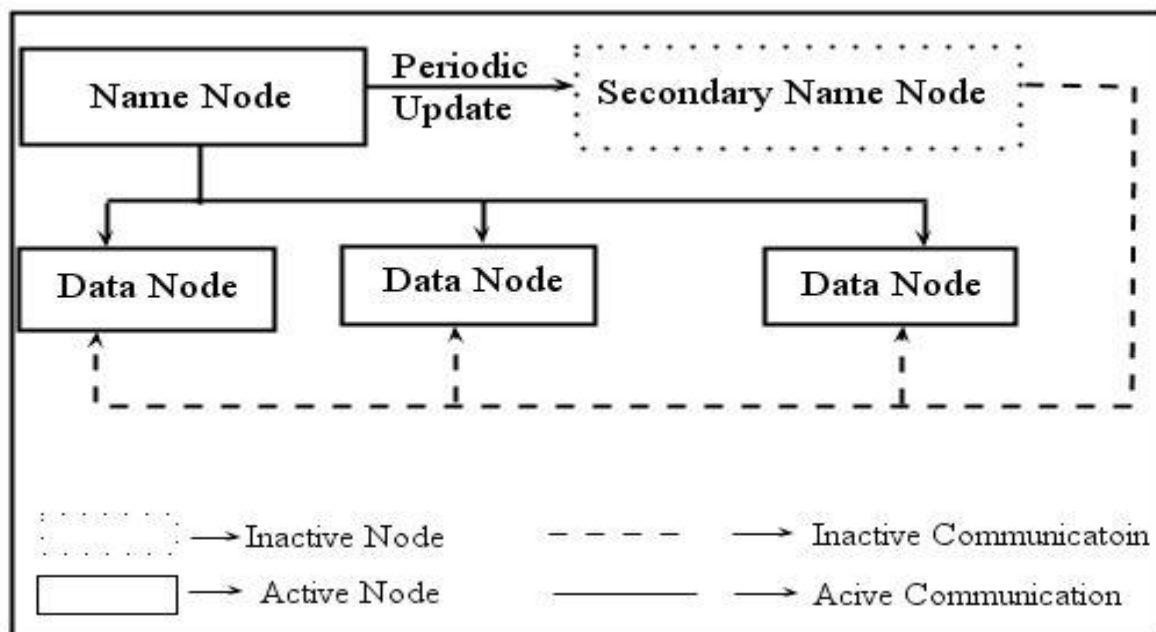 Name Node
Periodic
Update
Secondary Name Node
Data Node
Data Node
Data Node
Inactive Node
Inactive Communicatoin
Active Node
Acive Communication